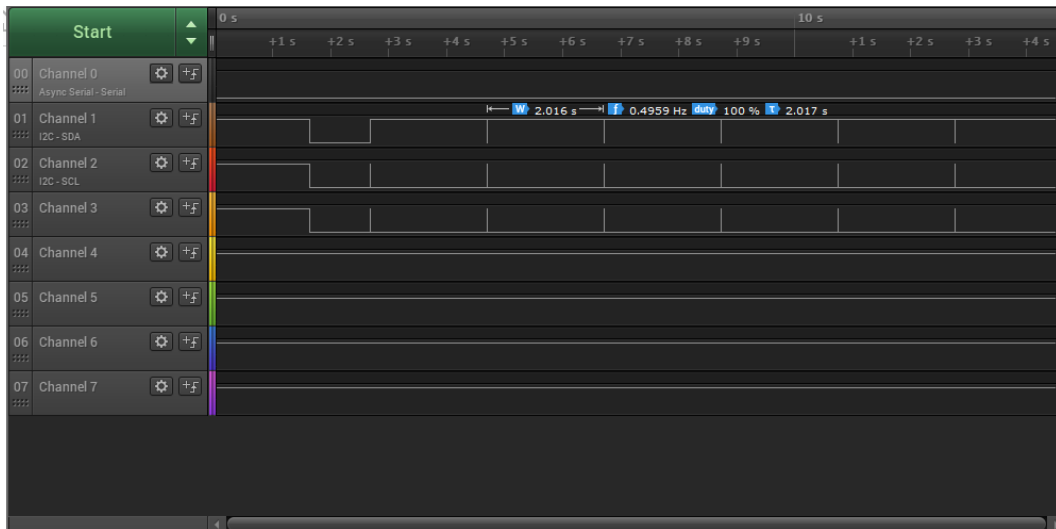 Start
0 s
10 s
+1 s +2 s +3 s +4 s +5 s +6 s +7 s +8 s +9 s +1 s +2 s +3 s +4 s
00 Channel 0
Async Serial - Serial
W 2.016 s f 0.4959 Hz duty 100 % T 2.017 s
01 Channel 1
I2C - SDA
02 Channel 2
I2C - SCL
03 Channel 3
04 Channel 4
05 Channel 5
06 Channel 6
07 Channel 7